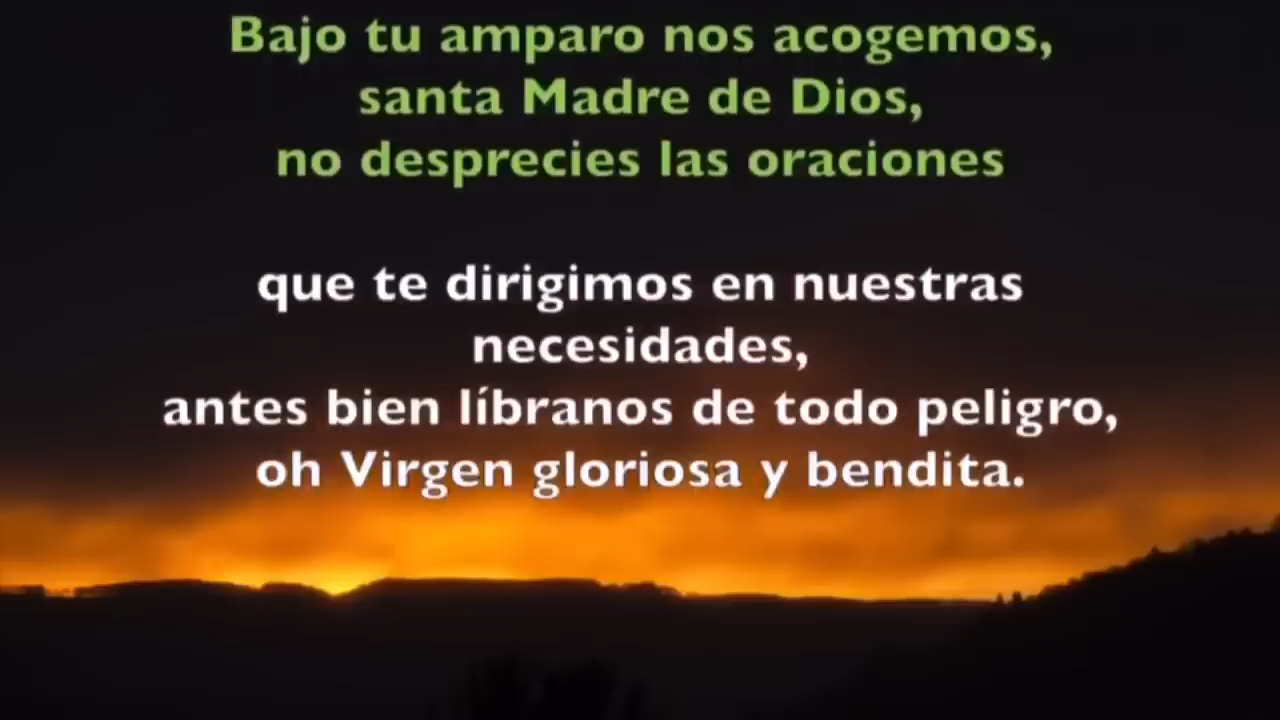 Bajo tu amparo nos acogemos,
santa Madre de Dios,
no desprecies las oraciones
que te dirigimos en nuestras
necesidades,
antes bien líbranos de todo peligro,
oh Virgen gloriosa y bendita.